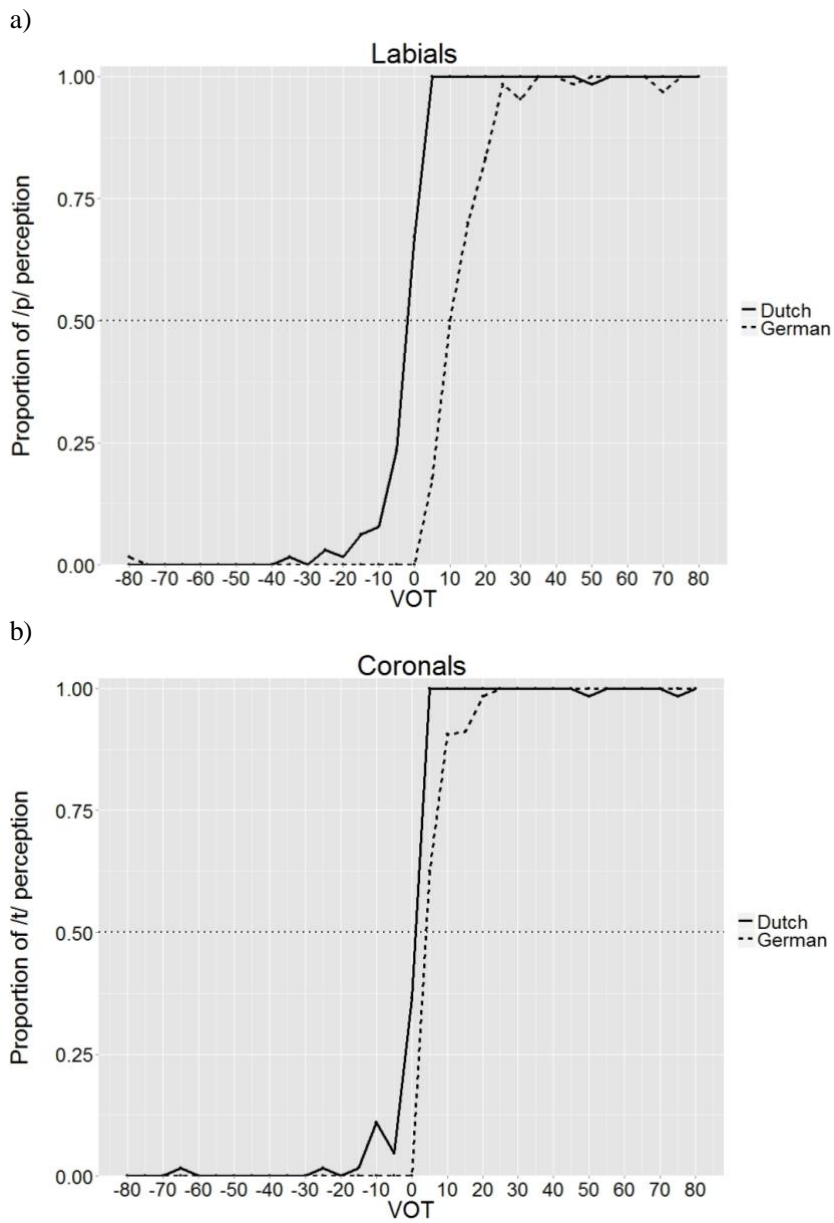 a)
Labials
1.00
0.75
0.50
0.25
0.00
Proportion of /p/ perception
-80 -70 -60 -50 -40 -30 -20 -10 0 10 20 30 40 50 60 70 80
VOT
Dutch
German
b)
Coronals
1.00
0.75
0.50
0.25
0.00
Proportion of /t/ perception
-80 -70 -60 -50 -40 -30 -20 -10 0 10 20 30 40 50 60 70 80
VOT
Dutch
German